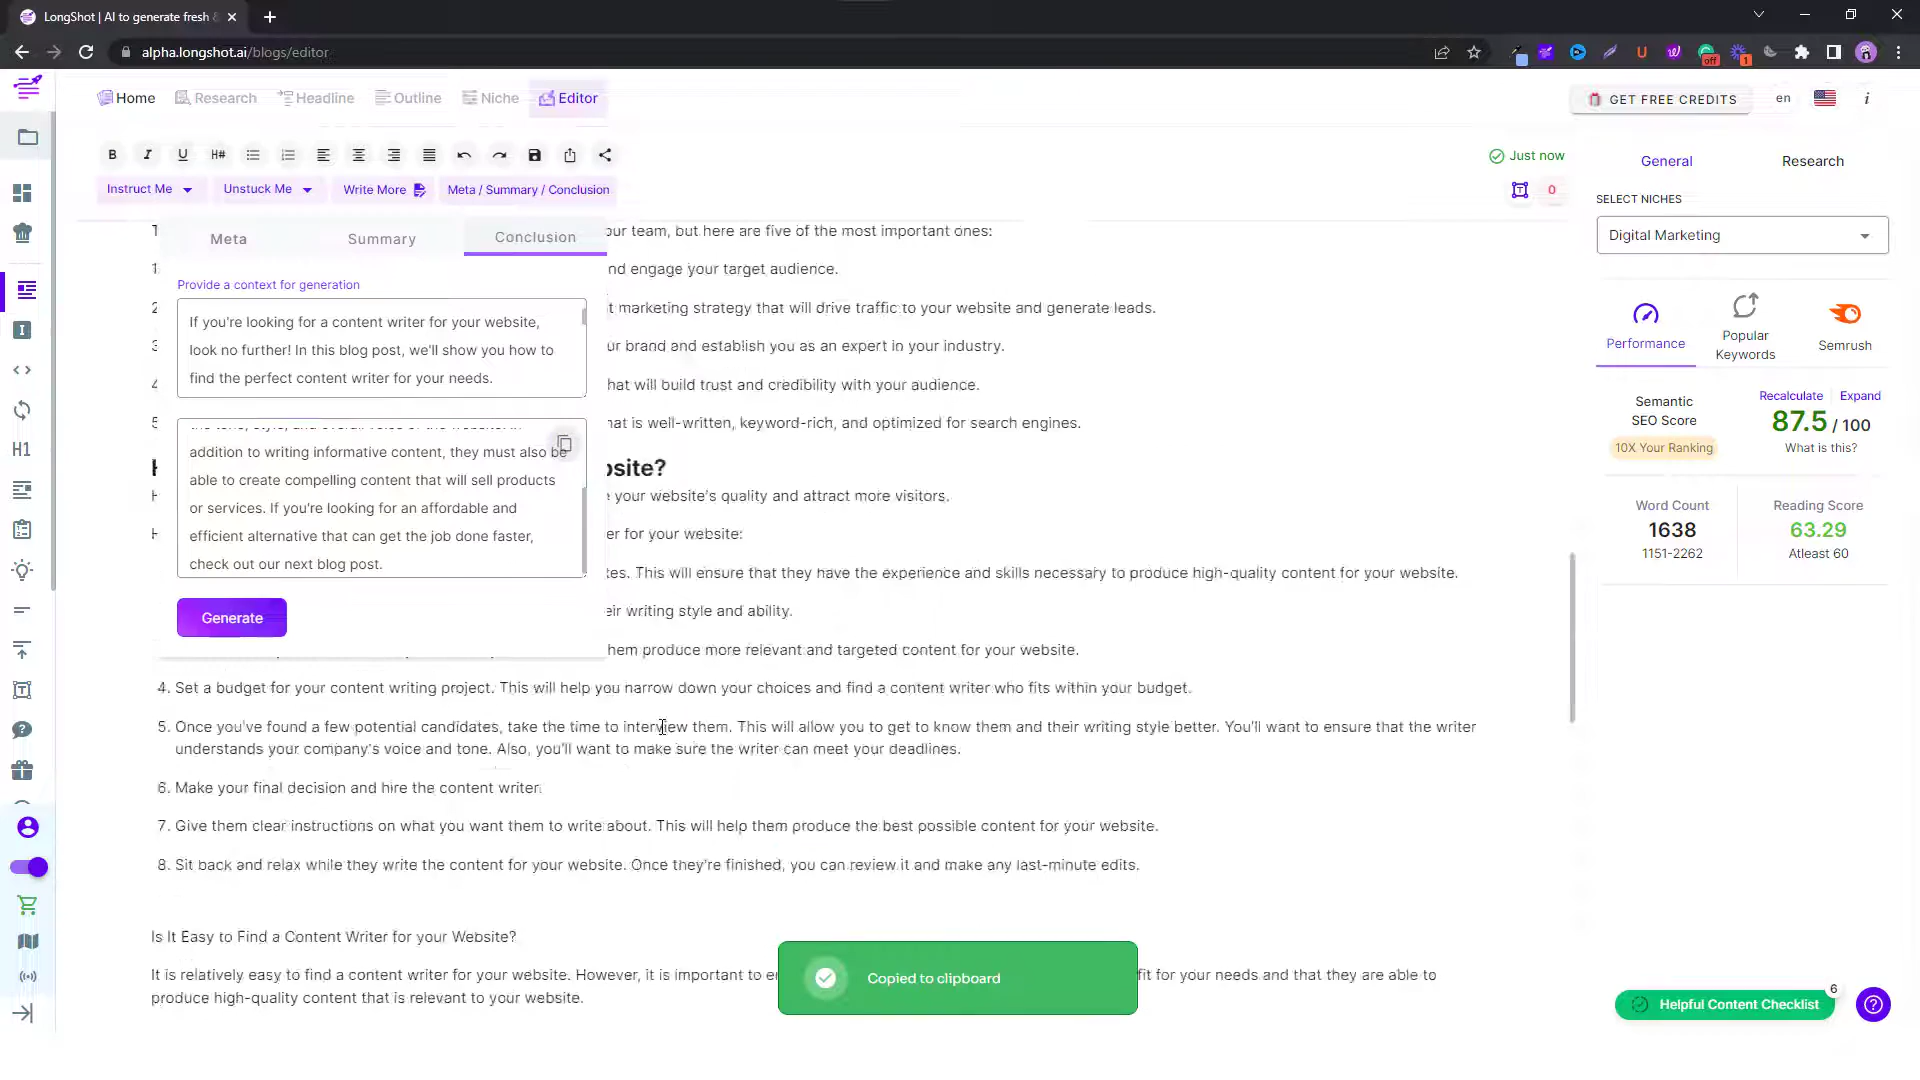 LongShot | AI to generate fresh &
alpha.longshot.ai/blogs/editor
off
1
Home
Research
Headline
Outline
Niche
Editor
GET FREE CREDITS
en
i
B
I
U
H#
Just now
Instruct Me
Unstuck Me
Write More
Meta / Summary / Conclusion
0
General
Research
SELECT NICHES
Digital Marketing
Meta
Summary
Conclusion
Provide a context for generation
If you're looking for a content writer for your website,
look no further! In this blog post, we'll show you how to
find the perfect content writer for your needs.
addition to writing informative content, they must also be
able to create compelling content that will sell products
or services. If you're looking for an affordable and
efficient alternative that can get the job done faster,
check out our next blog post.
Generate
our team, but here are five of the most important ones:
1
nd engage your target audience.
2
t marketing strategy that will drive traffic to your website and generate leads.
3
ur brand and establish you as an expert in your industry.
4
hat will build trust and credibility with your audience.
5
hat is well-written, keyword-rich, and optimized for search engines.
H
bsite?
e your website's quality and attract more visitors.
er for your website:
tes. This will ensure that they have the experience and skills necessary to produce high-quality content for your website.
eir writing style and ability.
hem produce more relevant and targeted content for your website.
4. Set a budget for your content writing project. This will help you narrow down your choices and find a content writer who fits within your budget.
5. Once you've found a few potential candidates, take the time to interview them. This will allow you to get to know them and their writing style better. You'll want to ensure that the writer
understands your company's voice and tone. Also, you'll want to make sure the writer can meet your deadlines.
6. Make your final decision and hire the content writer.
7. Give them clear instructions on what you want them to write about. This will help them produce the best possible content for your website.
8. Sit back and relax while they write the content for your website. Once they're finished, you can review it and make any last-minute edits.
Is It Easy to Find a Content Writer for your Website?
It is relatively easy to find a content writer for your website. However, it is important to e
fit for your needs and that they are able to
produce high-quality content that is relevant to your website.
Copied to clipboard
Performance
Popular
Keywords
Semrush
Semantic
SEO Score
10X Your Ranking
Recalculate
Expand
87.5 / 100
What is this?
Word Count
1638
1151-2262
Reading Score
63.29
Atleast 60
H1
Helpful Content Checklist
6